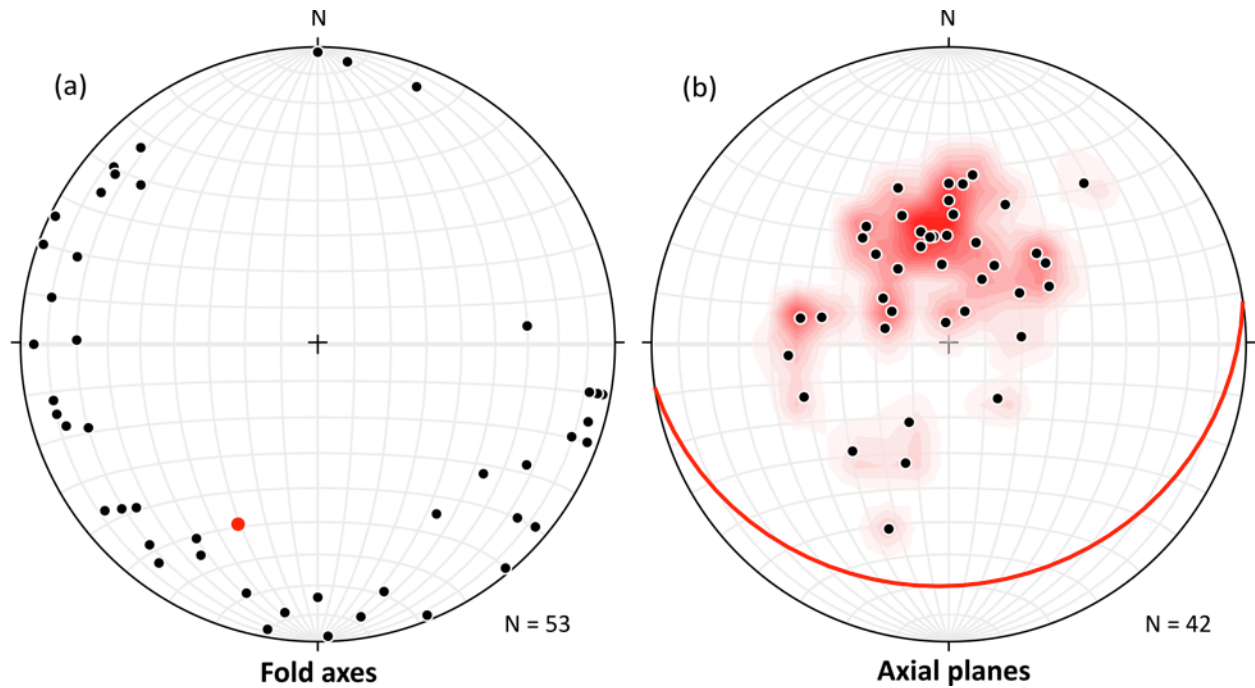 N
(a)
N = 53
Fold axes
N
(b)
N = 42
Axial planes